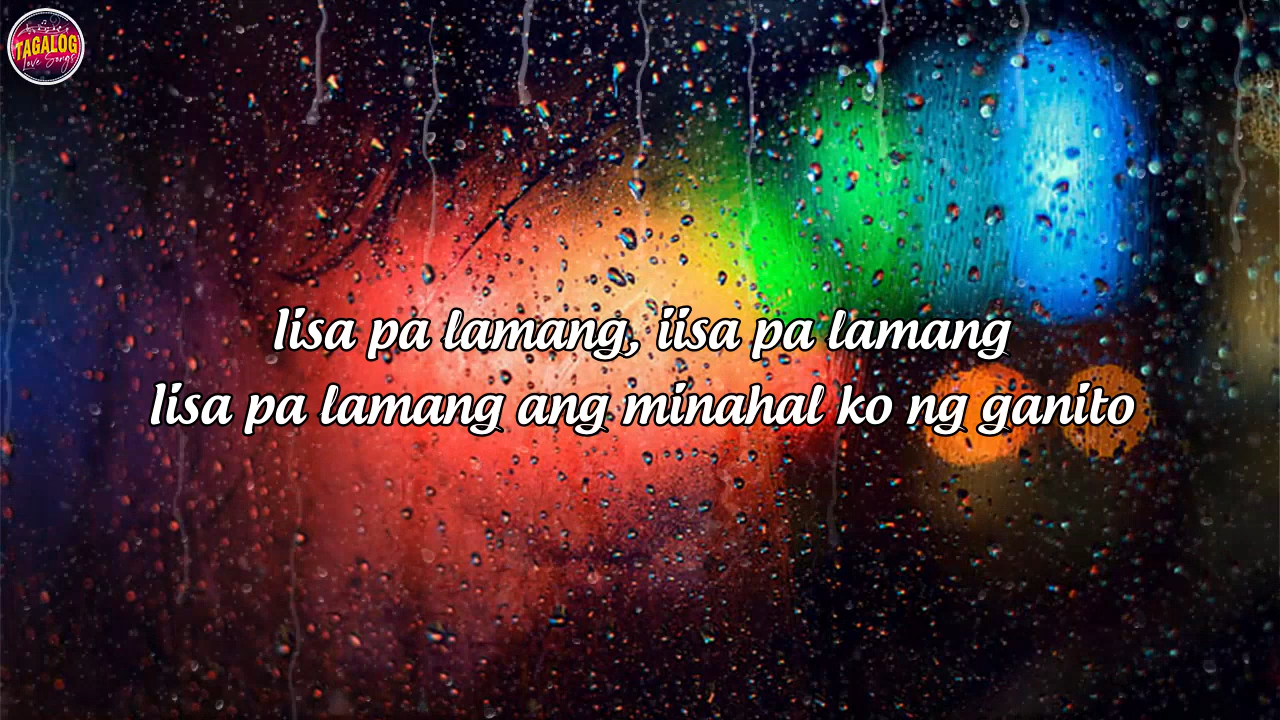 TAGALOG
Love Songs
Iisa pa lamang, iisa pa lamang
Iisa pa lamang ang minahal ko ng ganito